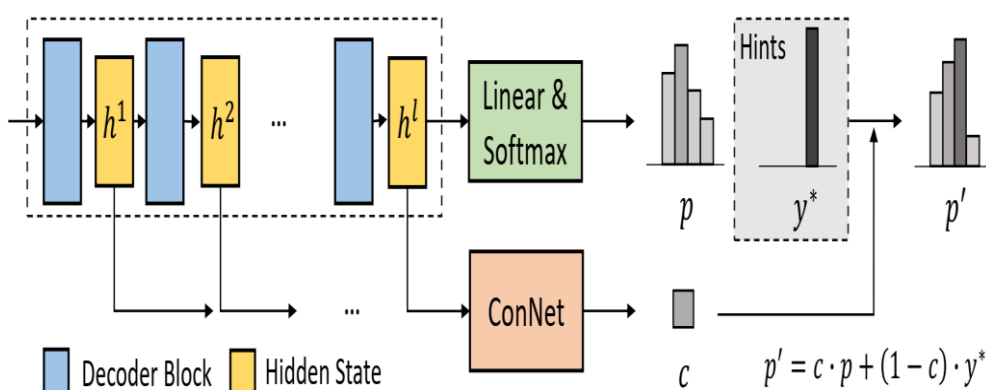 h¹ h² ... hˡ
Linear &
Softmax
Hints
p
y*
p′
...
ConNet
c
p′ = c · p + (1 − c) · y*
Decoder Block
Hidden State